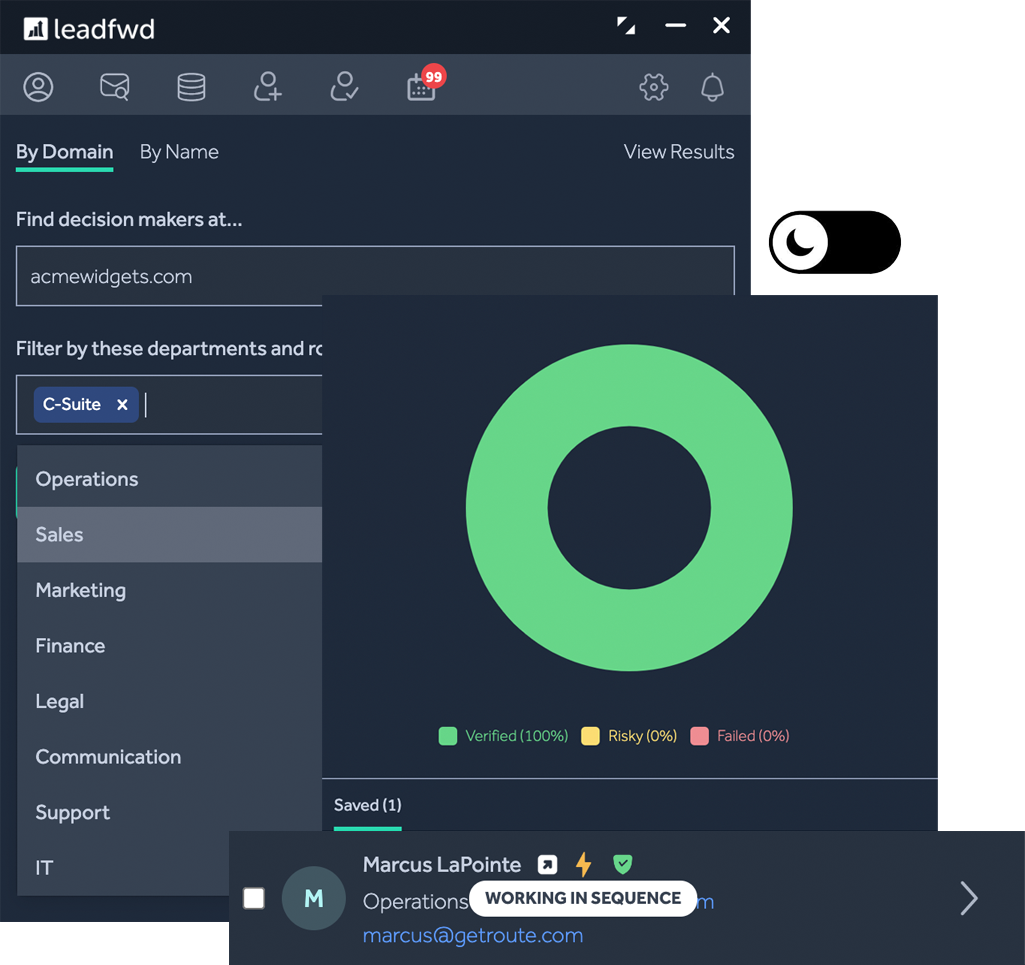 leadfwd
99
By Domain By Name View Results
Find decision makers at...
acmewidgets.com
Filter by these departments and ro
C-Suite x
Operations
Sales
Marketing
Finance
Legal
Communication
Support
IT
Verified (100%) Risky (0%) Failed (0%)
Saved (1)
M
Marcus LaPointe
Operations WORKING IN SEQUENCE m
marcus@getroute.com